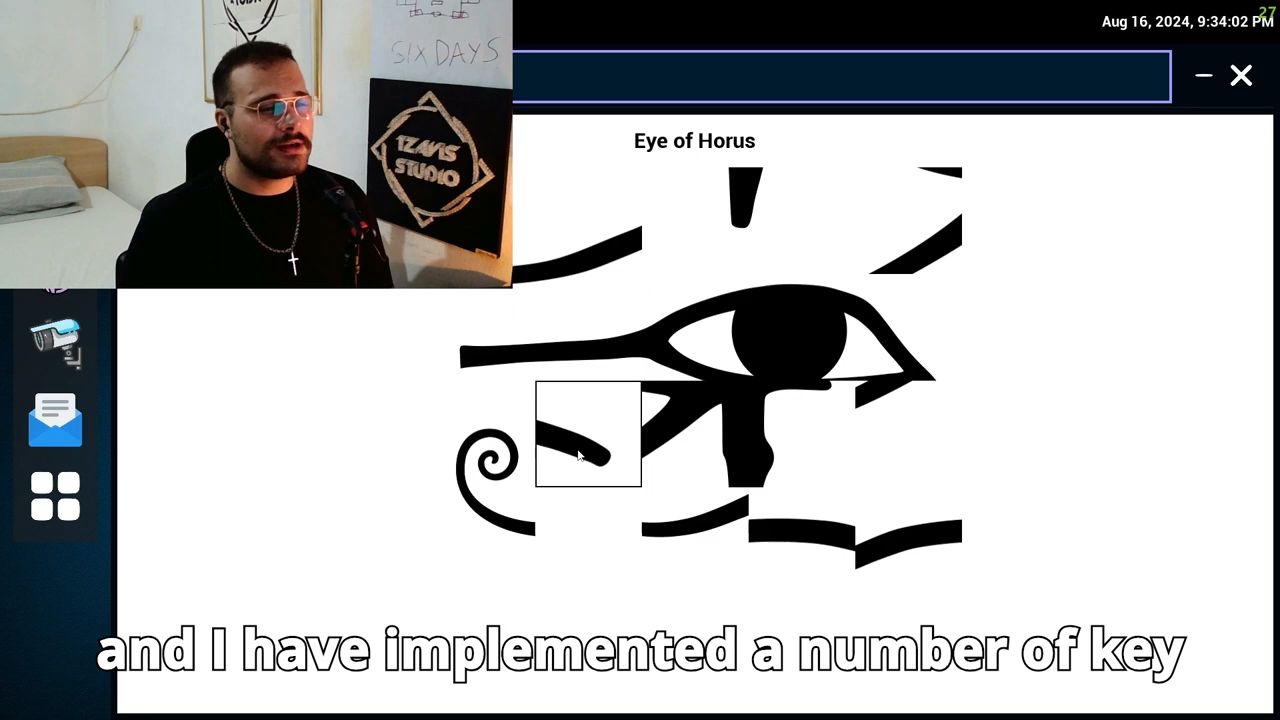 27
Aug 16, 2024, 9:34:02 PM
SIX DAYS
TZAVIS
STUDIO
Eye of Horus
and I have implemented a number of key